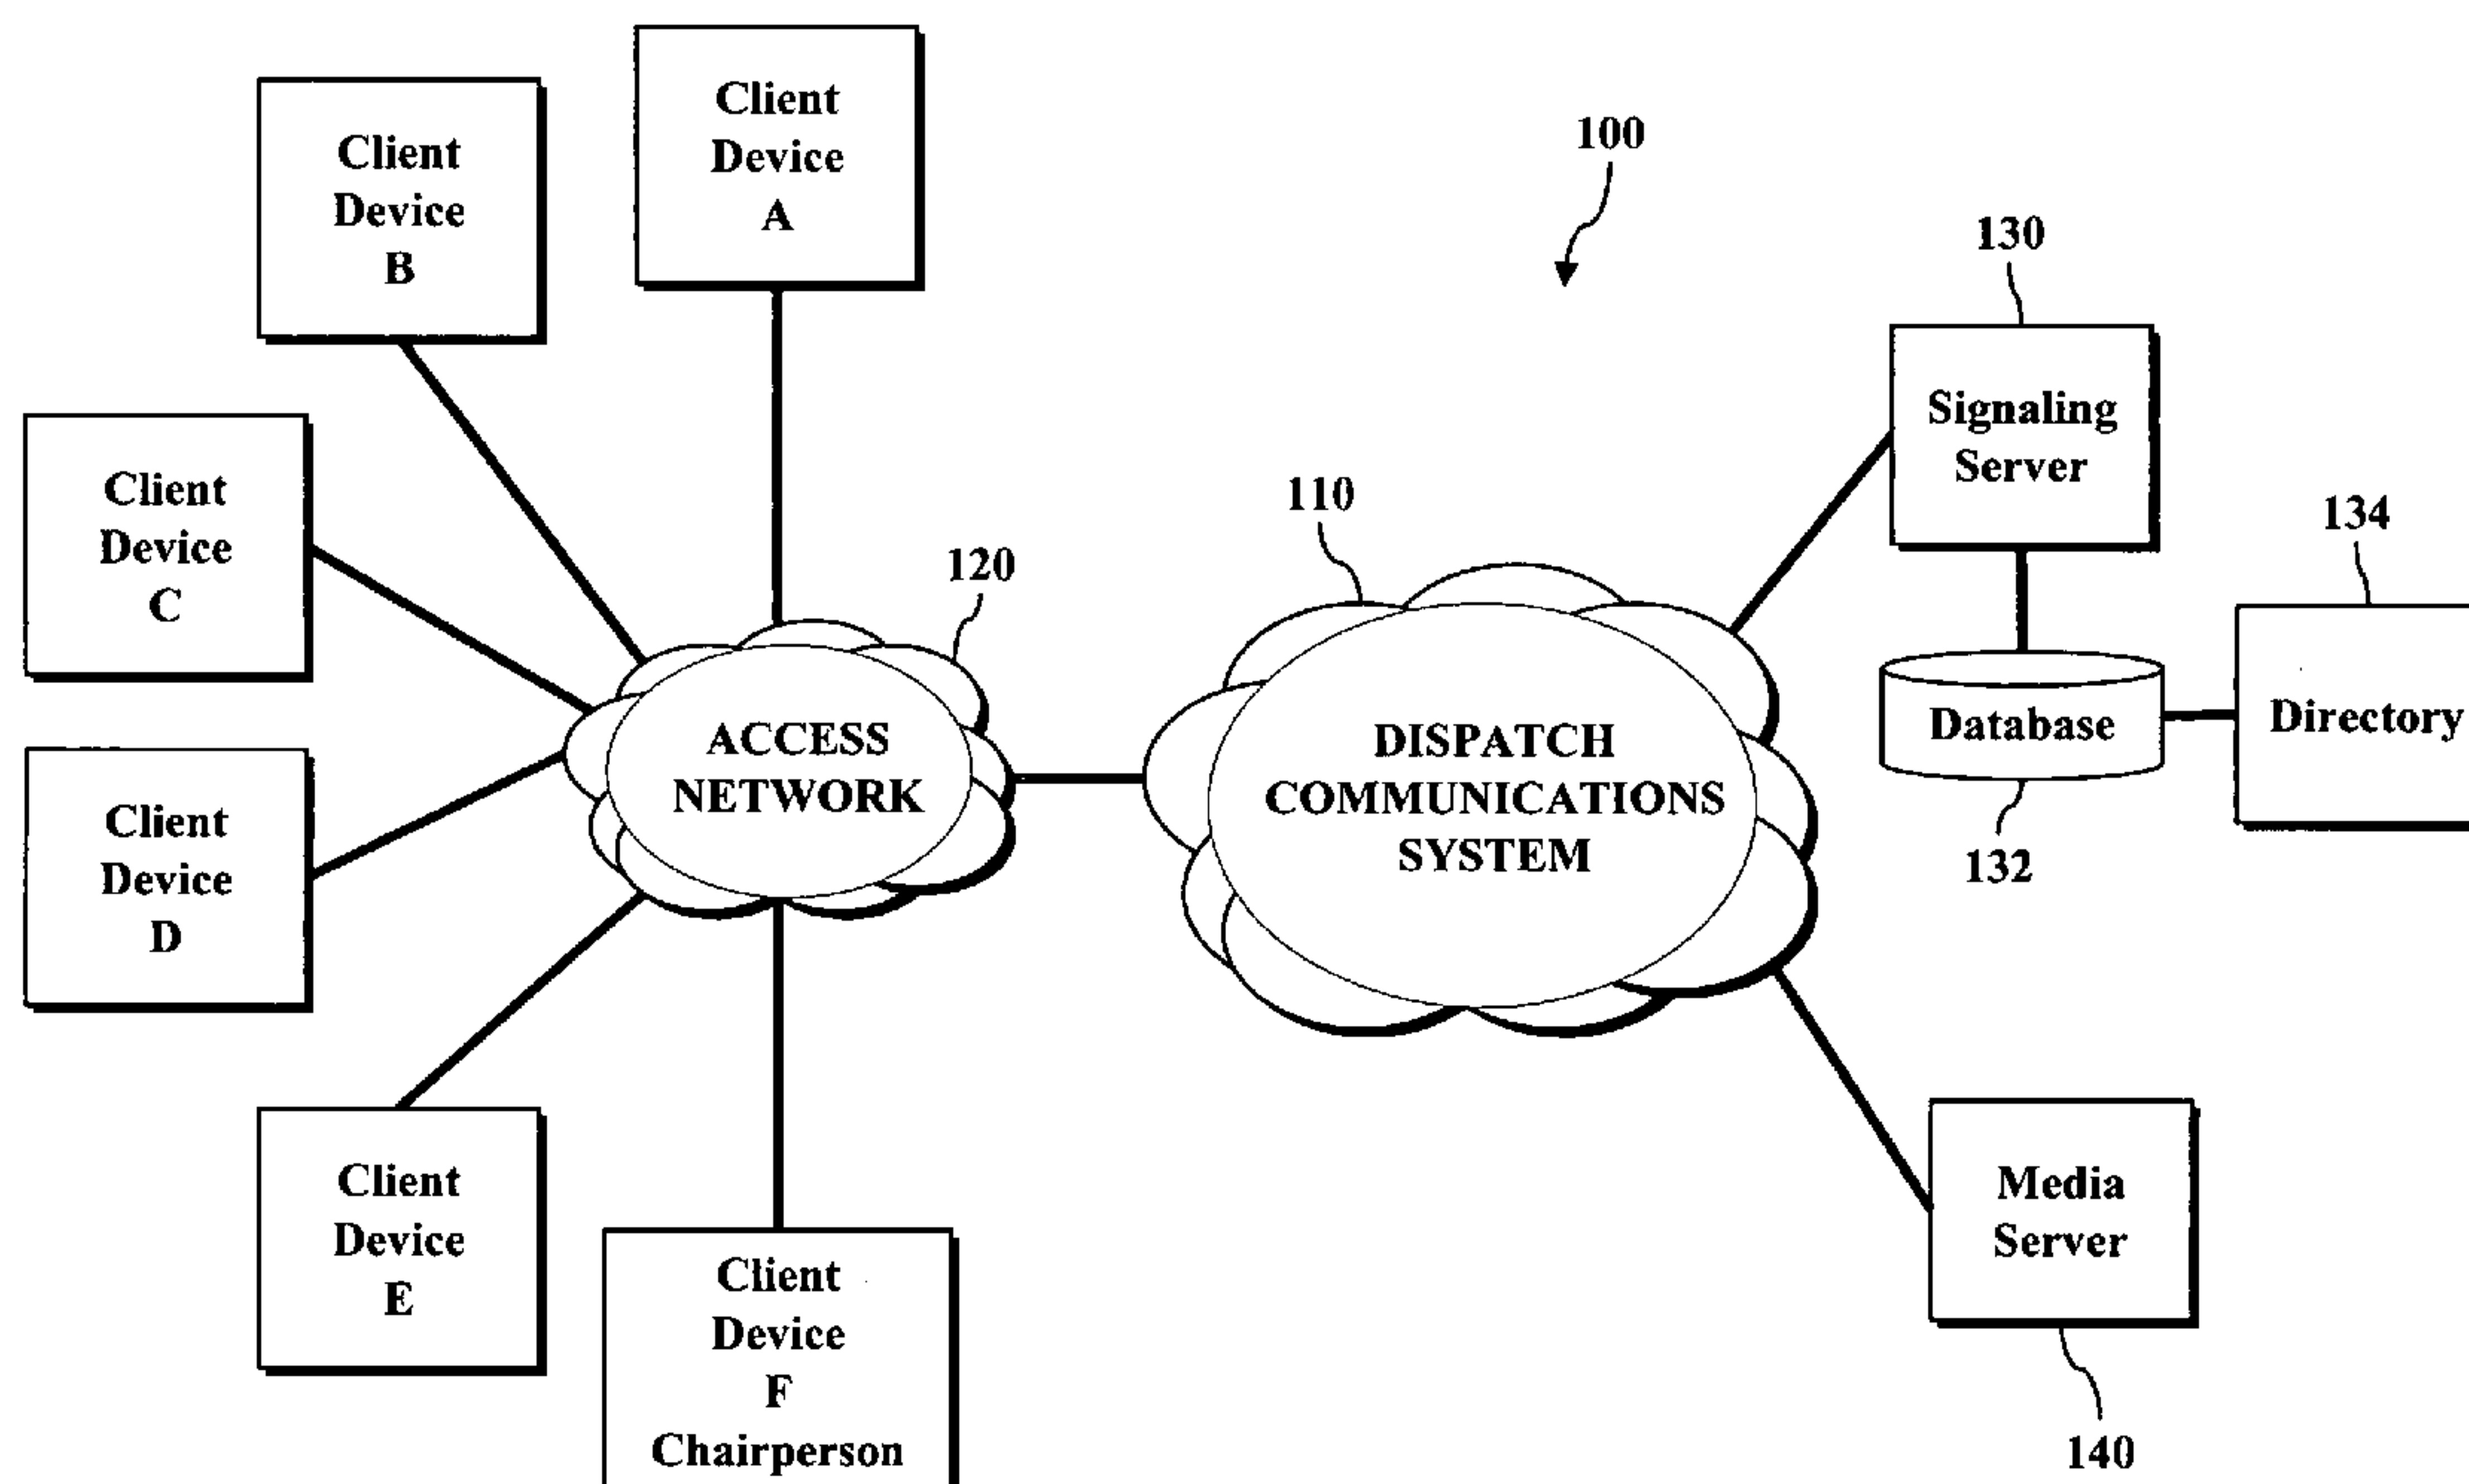 Client
Device
A
Client
Device
B
100
130
Signaling
Server
Client
Device
C
110
134
120
Directory
ACCESS
NETWORK
DISPATCH
COMMUNICATIONS
SYSTEM
Database
132
Client
Device
D
Client
Device
E
Media
Server
140
Client
Device
F
Chairperson